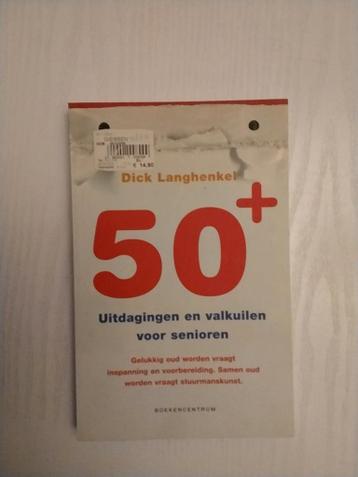 € 14,90
Dick Langhenkel
50+
Uitdagingen en valkuilen
voor senioren
Gelukkig oud worden vraagt
inspanning en voorbereiding. Samen oud
worden vraagt stuurmanskunst.
BOEKENCENTRUM